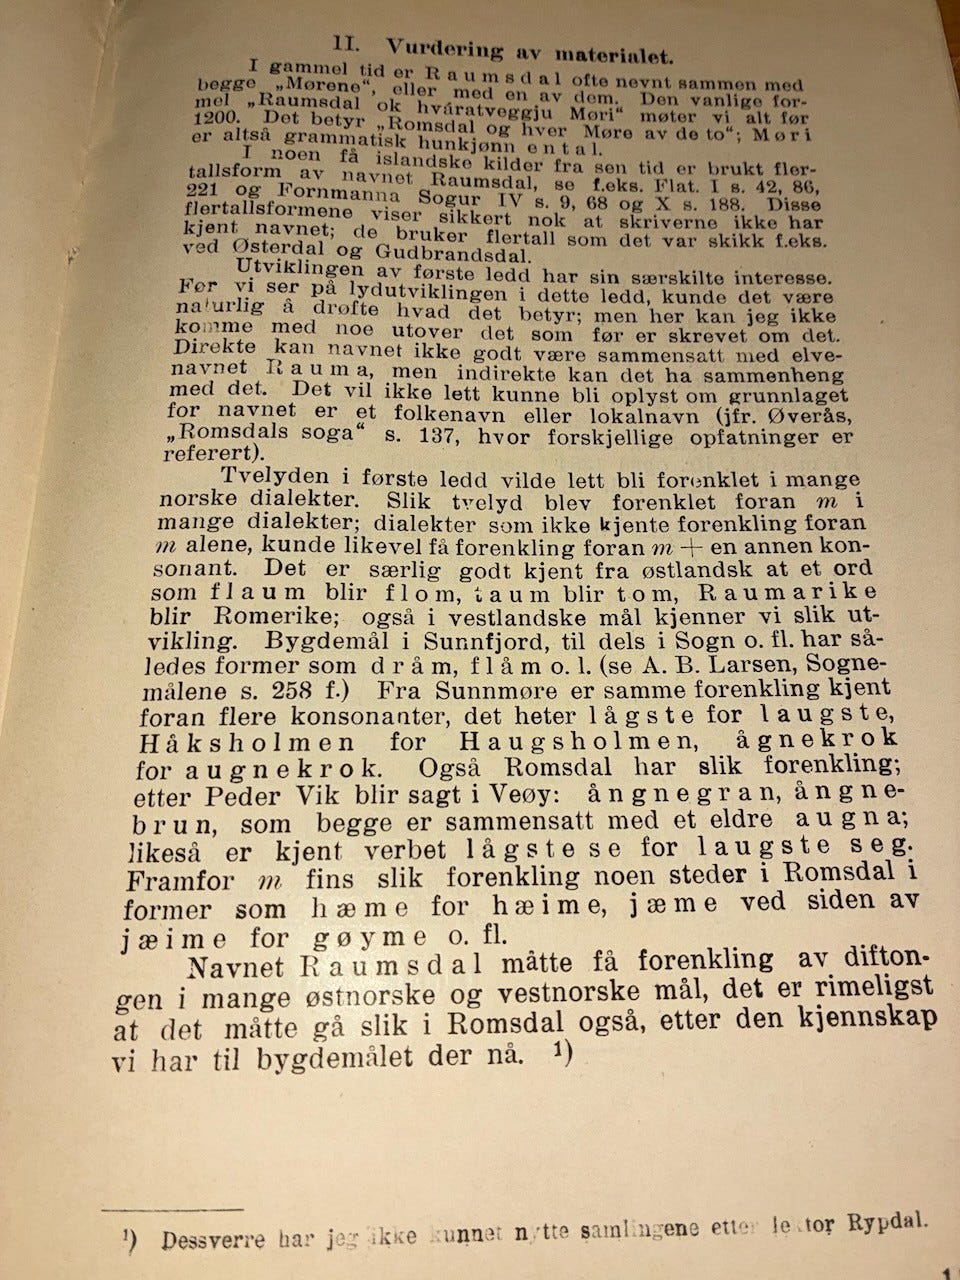 II. Vurdering av materialet.
I gammel tid er Raumsdal ofte nevnt sammen med
begge „Mørene“, eller med en av dem. Den vanlige for-
mel „Raumsdal ok hváratveggju Møri“ møter vi alt før
1200. Det betyr „Romsdal og hver Møre av de to“; Møri
er altså grammatisk hunkjønn ental.
I noen få islandske kilder fra sen tid er brukt fler-
tallsform av navnet Raumsdal, se f.eks. Flat. I s. 42, 86,
221 og Fornmanna Sogur IV s. 9, 68 og X s. 188. Disse
flertallsformene viser sikkert nok at skriverne ikke har
kjent navnet; de bruker flertall som det var skikk f.eks.
ved Østerdal og Gudbrandsdal.
Utviklingen av første ledd har sin særskilte interesse.
Før vi ser på lydutviklingen i dette ledd, kunde det være
naturlig å drøfte hvad det betyr; men her kan jeg ikke
komme med noe utover det som før er skrevet om det.
Direkte kan navnet ikke godt være sammensatt med elve-
navnet Rauma, men indirekte kan det ha sammenheng
med det. Det vil ikke lett kunne bli oplyst om grunnlaget
for navnet er et folkenavn eller lokalnavn (jfr. Øverås,
„Romsdals soga“ s. 137, hvor forskjellige opfatninger er
referert).
Tvelyden i første ledd vilde lett bli forenklet i mange
norske dialekter. Slik tvelyd blev forenklet foran m i
mange dialekter; dialekter som ikke kjente forenkling foran
m alene, kunde likevel få forenkling foran m + en annen kon-
sonant. Det er særlig godt kjent fra østlandsk at et ord
som flaum blir flom, taum blir tom, Raumarike
blir Romerike; også i vestlandske mål kjenner vi slik ut-
vikling. Bygdemål i Sunnfjord, til dels i Sogn o. fl. har så-
ledes former som dråm, flåm o. l. (se A. B. Larsen, Sogne-
målene s. 258 f.) Fra Sunnmøre er samme forenkling kjent
foran flere konsonanter, det heter lågste for laugste,
Håksholmen for Haugsholmen, ågnekrok
for augnekrok. Også Romsdal har slik forenkling;
etter Peder Vik blir sagt i Veøy: ångnegran, ångne-
brun, som begge er sammensatt med et eldre augna;
likeså er kjent verbet lågste se for laugste seg.
Framfor m fins slik forenkling noen steder i Romsdal i
former som hæme for hæime, jæme ved siden av
jæime for gøyme o. fl.
Navnet Raumsdal måtte få forenkling av difton-
gen i mange østnorske og vestnorske mål, det er rimeligst
at det måtte gå slik i Romsdal også, etter den kjennskap
vi har til bygdemålet der nå. ¹)
¹) Dessverre har jeg ikke kunnet nytte samlingene etter lektor Rypdal.